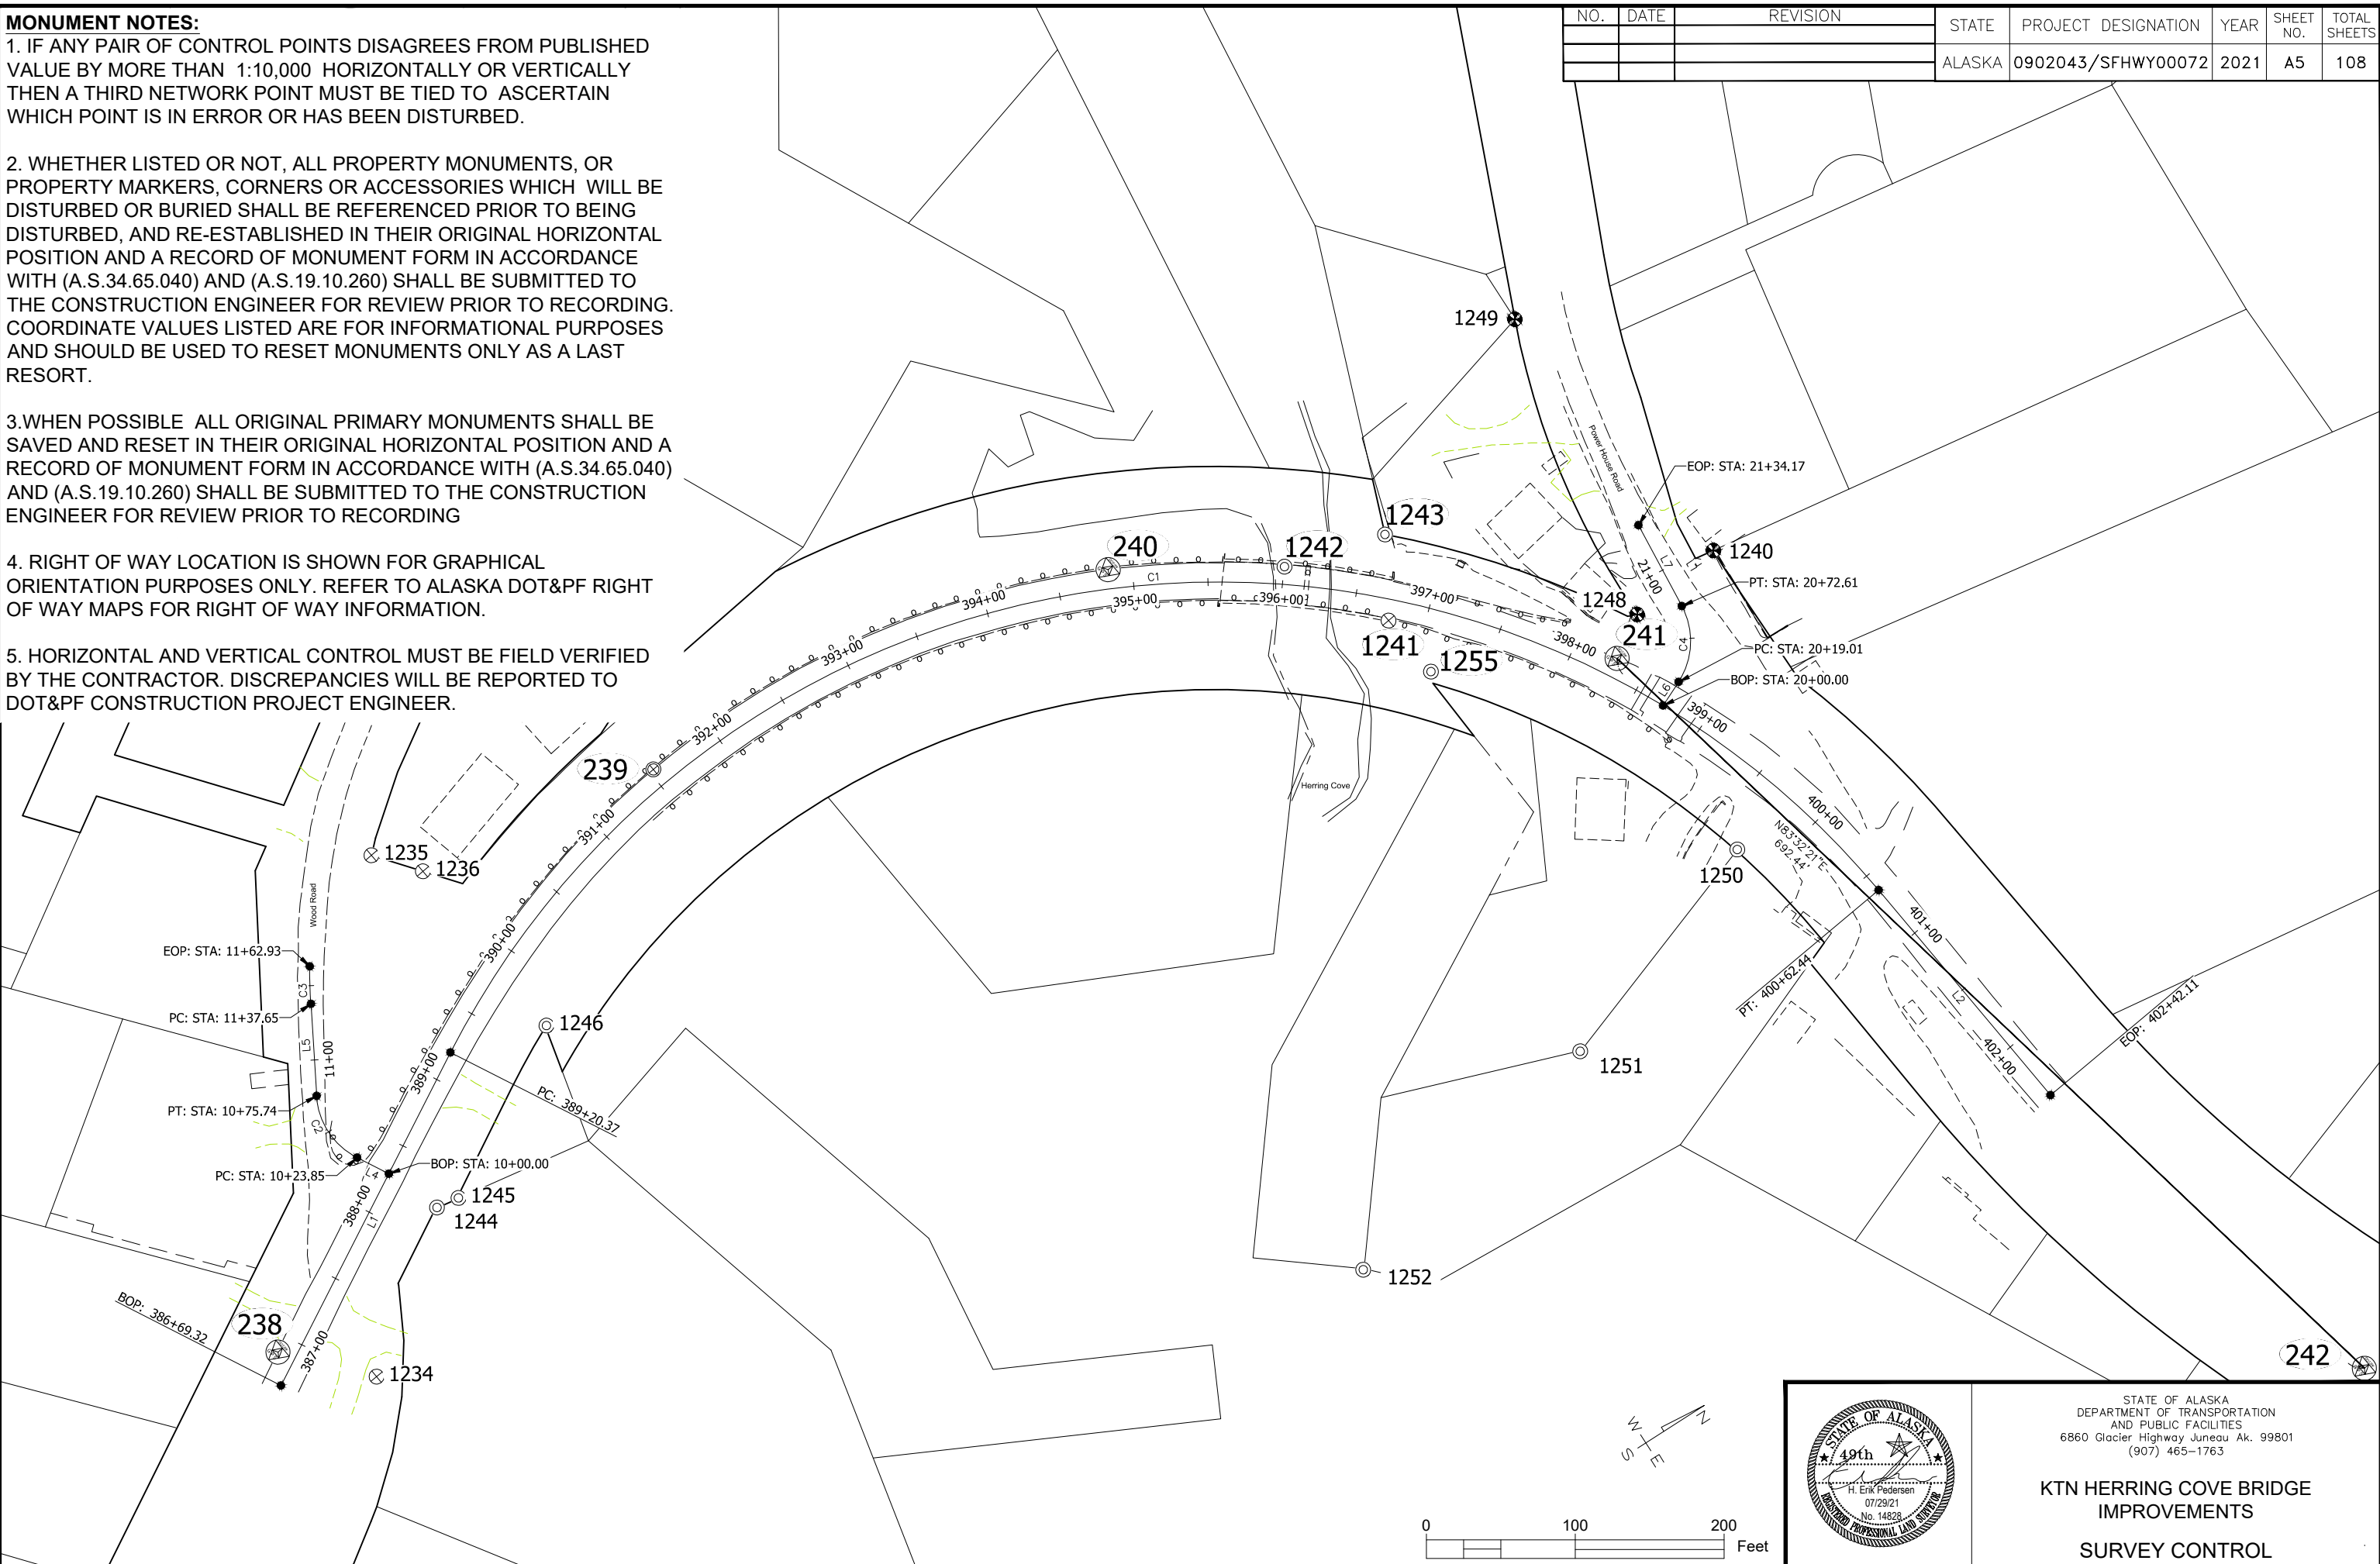 MONUMENT NOTES:
1. IF ANY PAIR OF CONTROL POINTS DISAGREES FROM PUBLISHED
VALUE BY MORE THAN 1:10,000 HORIZONTALLY OR VERTICALLY
THEN A THIRD NETWORK POINT MUST BE TIED TO ASCERTAIN
WHICH POINT IS IN ERROR OR HAS BEEN DISTURBED.
2. WHETHER LISTED OR NOT, ALL PROPERTY MONUMENTS, OR
PROPERTY MARKERS, CORNERS OR ACCESSORIES WHICH WILL BE
DISTURBED OR BURIED SHALL BE REFERENCED PRIOR TO BEING
DISTURBED, AND RE-ESTABLISHED IN THEIR ORIGINAL HORIZONTAL
POSITION AND A RECORD OF MONUMENT FORM IN ACCORDANCE
WITH (A.S.34.65.040) AND (A.S.19.10.260) SHALL BE SUBMITTED TO
THE CONSTRUCTION ENGINEER FOR REVIEW PRIOR TO RECORDING.
COORDINATE VALUES LISTED ARE FOR INFORMATIONAL PURPOSES
AND SHOULD BE USED TO RESET MONUMENTS ONLY AS A LAST
RESORT.
3.WHEN POSSIBLE ALL ORIGINAL PRIMARY MONUMENTS SHALL BE
SAVED AND RESET IN THEIR ORIGINAL HORIZONTAL POSITION AND A
RECORD OF MONUMENT FORM IN ACCORDANCE WITH (A.S.34.65.040)
AND (A.S.19.10.260) SHALL BE SUBMITTED TO THE CONSTRUCTION
ENGINEER FOR REVIEW PRIOR TO RECORDING
4. RIGHT OF WAY LOCATION IS SHOWN FOR GRAPHICAL
ORIENTATION PURPOSES ONLY. REFER TO ALASKA DOT&PF RIGHT
OF WAY MAPS FOR RIGHT OF WAY INFORMATION.
5. HORIZONTAL AND VERTICAL CONTROL MUST BE FIELD VERIFIED
BY THE CONTRACTOR. DISCREPANCIES WILL BE REPORTED TO
DOT&PF CONSTRUCTION PROJECT ENGINEER.
NO. DATE REVISION
STATE PROJECT DESIGNATION YEAR SHEET NO. TOTAL SHEETS
ALASKA 0902043/SFHWY00072 2021 A5 108
1249
Power House Road
EOP: STA: 21+34.17
1243
240
1242
1240
L7
21+00
PT: STA: 20+72.61
C1
394+00
395+00
396+00
397+00
1248
241
398+00
C4
PC: STA: 20+19.01
1241
1255
BOP: STA: 20+00.00
L6
393+00
392+00
399+00
239
Herring Cove
391+00
400+00
N83°32'21"E
692.44'
1235
1236
1250
Wood Road
390+00
401+00
EOP: STA: 11+62.93
PT: 400+62.44
C3
L2
PC: STA: 11+37.65
EOP: 402+42.11
1246
L5
11+00
402+00
1251
389+00
PC: 389+20.37
PT: STA: 10+75.74
C2
BOP: STA: 10+00.00
PC: STA: 10+23.85
L4
1245
388+00
L1
1244
1252
BOP: 386+69.32
238
387+00
1234
242
N
W
S
E
0 100 200
Feet
STATE OF ALASKA
49th
H. Erik Pedersen
07/29/21
No. 14828
REGISTERED PROFESSIONAL LAND SURVEYOR
STATE OF ALASKA
DEPARTMENT OF TRANSPORTATION
AND PUBLIC FACILITIES
6860 Glacier Highway Juneau Ak. 99801
(907) 465-1763
KTN HERRING COVE BRIDGE
IMPROVEMENTS
SURVEY CONTROL